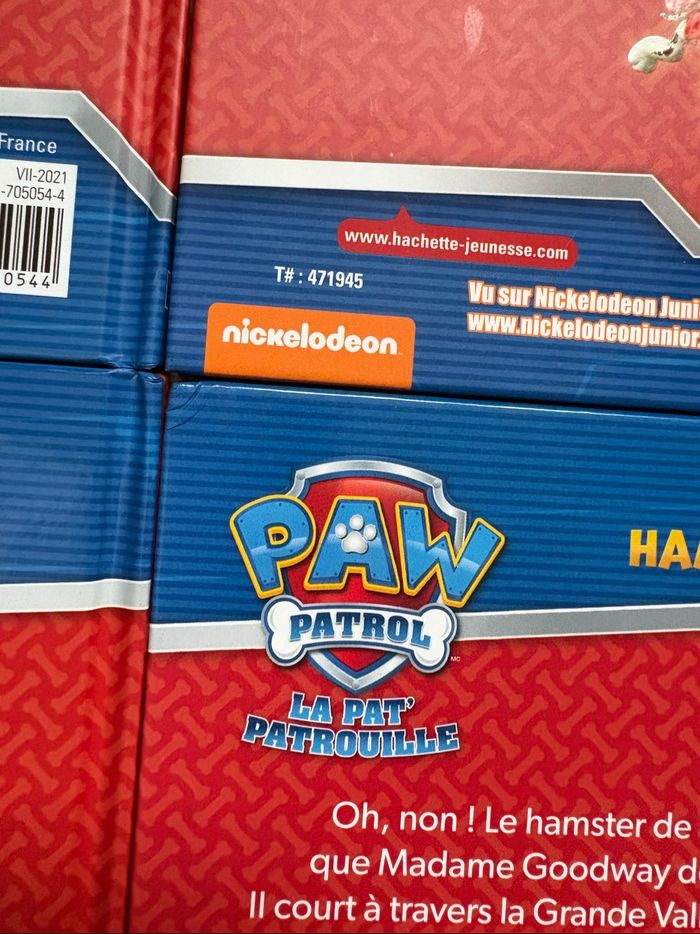 France
VII-2021
-705054-4
0544
www.hachette-jeunesse.com
T# : 471945
Vu sur Nickelodeon Juni
www.nickelodeonjunior.
nickelodeon
PAW
PATROL
MC
LA PAT'
PATROUILLE
HA
Oh, non ! Le hamster de
que Madame Goodway d
Il court à travers la Grande Val